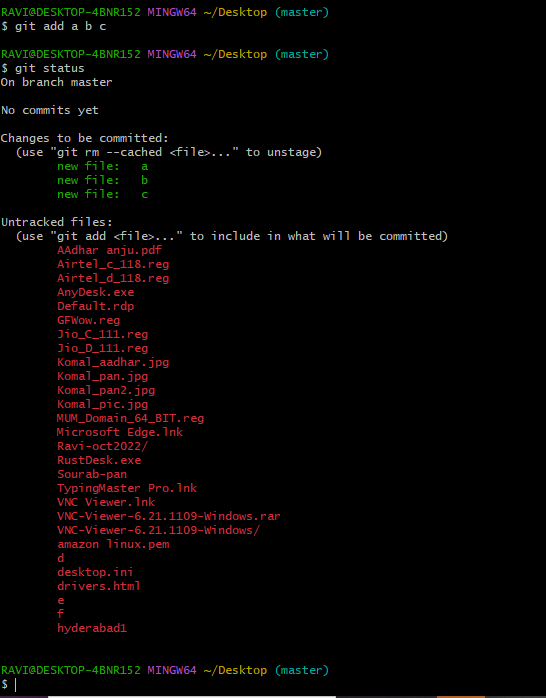 RAVI@DESKTOP-4BNR152 MINGW64 ~/Desktop (master)
$ git add a b c
RAVI@DESKTOP-4BNR152 MINGW64 ~/Desktop (master)
$ git status
On branch master
No commits yet
Changes to be committed:
  (use "git rm --cached <file>..." to unstage)
        new file:   a
        new file:   b
        new file:   c
Untracked files:
  (use "git add <file>..." to include in what will be committed)
        AAdhar anju.pdf
        Airtel_c_118.reg
        Airtel_d_118.reg
        AnyDesk.exe
        Default.rdp
        GFWow.reg
        Jio_C_111.reg
        Jio_D_111.reg
        Komal_aadhar.jpg
        Komal_pan.jpg
        Komal_pan2.jpg
        Komal_pic.jpg
        MUM_Domain_64_BIT.reg
        Microsoft Edge.lnk
        Ravi-oct2022/
        RustDesk.exe
        Sourab-pan
        TypingMaster Pro.lnk
        VNC Viewer.lnk
        VNC-Viewer-6.21.1109-Windows.rar
        VNC-Viewer-6.21.1109-Windows/
        amazon linux.pem
        d
        desktop.ini
        drivers.html
        e
        f
        hyderabad1
RAVI@DESKTOP-4BNR152 MINGW64 ~/Desktop (master)
$